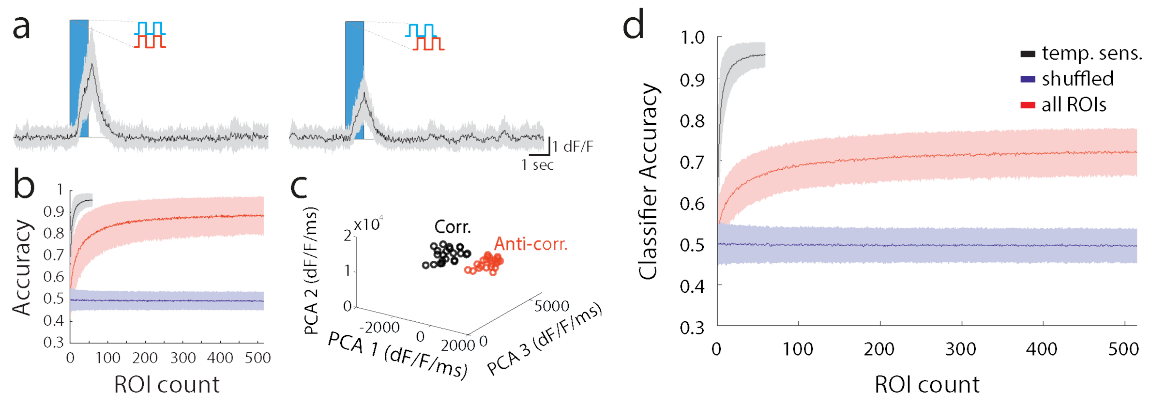 a
1 dF/F
1 sec
b
Accuracy
1
0.9
0.8
0.7
0.6
0.5
0.4
0.3
0 100 200 300 400 500
ROI count
c
x10⁴
2
1
0
PCA 2 (dF/F/ms)
Corr.
Anti-corr.
-2000
0
2000
PCA 1 (dF/F/ms)
0
5000
PCA 3 (dF/F/ms)
d
Classifier Accuracy
1.0
0.9
0.8
0.7
0.6
0.5
0.4
0.3
0 100 200 300 400 500
ROI count
temp. sens.
shuffled
all ROIs